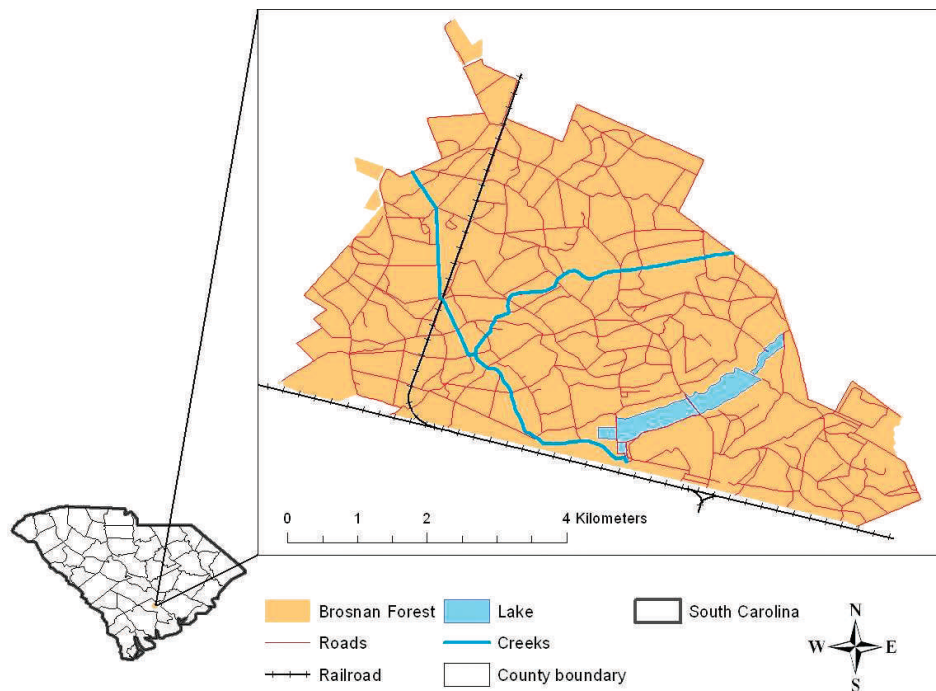 0 1 2 4 Kilometers
Brosnan Forest Lake South Carolina
Roads Creeks
Railroad County boundary
N
W E
S